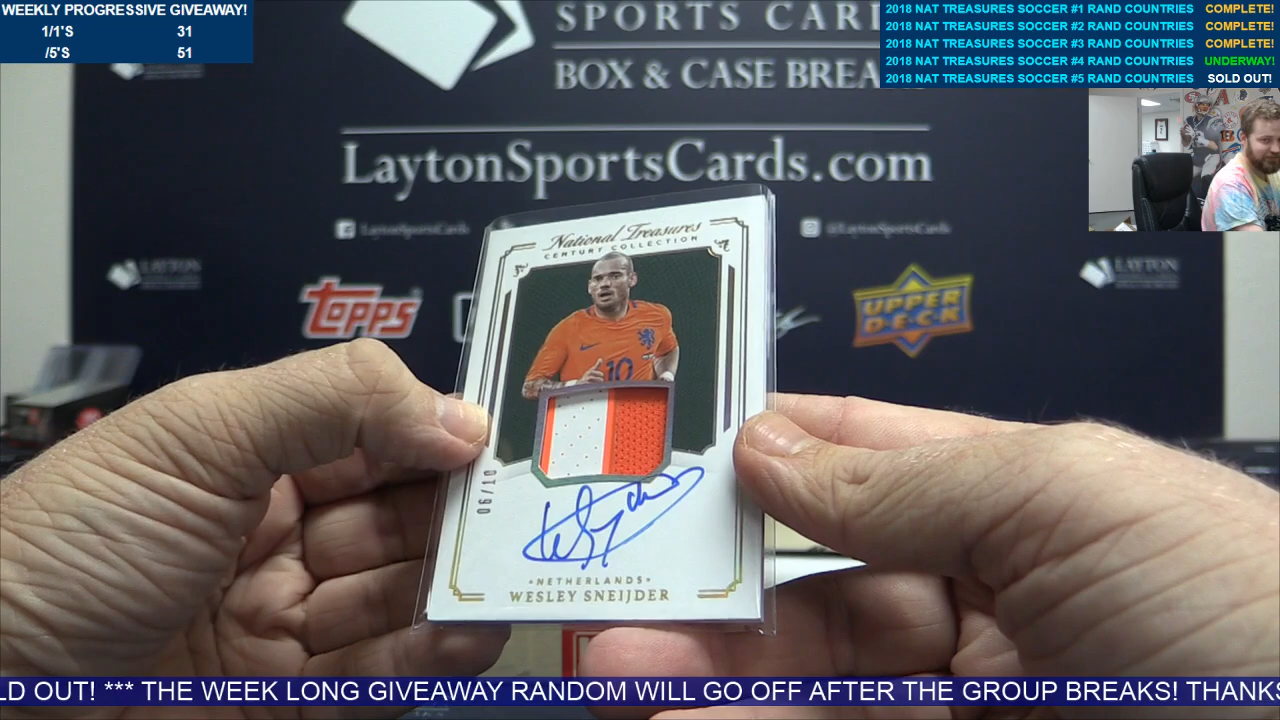 WEEKLY PROGRESSIVE GIVEAWAY!
1/1'S 31
/5'S 51
2018 NAT TREASURES SOCCER #1 RAND COUNTRIES COMPLETE!
2018 NAT TREASURES SOCCER #2 RAND COUNTRIES COMPLETE!
2018 NAT TREASURES SOCCER #3 RAND COUNTRIES COMPLETE!
2018 NAT TREASURES SOCCER #4 RAND COUNTRIES UNDERWAY!
2018 NAT TREASURES SOCCER #5 RAND COUNTRIES SOLD OUT!
SPORTS CAR
BOX & CASE BREA
LaytonSportsCards.com
LaytonSportsCards
@LaytonSportsCards
LAYTON
LAYTON
topps
UPPER DECK
National Treasures
CENTURY COLLECTION
10
06/10
NETHERLANDS
WESLEY SNEIJDER
LD OUT! *** THE WEEK LONG GIVEAWAY RANDOM WILL GO OFF AFTER THE GROUP BREAKS! THANKS